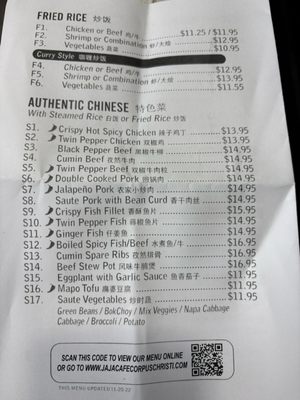 FRIED RICE 炒饭
F1. Chicken or Beef 鸡/牛 $11.25 / $11.95
F2. Shrimp or Combination 虾/大烩 $12.95
F3. Vegetables 蔬菜 $10.95
Curry Style 咖喱炒饭
F4. Chicken or Beef 鸡/牛 $12.95
F5. Shrimp or Combination 虾/大烩 $13.95
F6. Vegetables 蔬菜 $11.55
AUTHENTIC CHINESE 特色菜
With Steamed Rice 白饭 or Fried Rice 炒饭
S1. Crispy Hot Spicy Chicken 辣子鸡丁 $13.95
S2. Twin Pepper Chicken 双椒鸡 $13.95
S3. Black Pepper Beef 黑椒牛柳 $14.95
S4. Cumin Beef 孜然牛肉 $14.95
S5. Twin Pepper Beef 双椒牛肉粒 $14.95
S6. Double Cooked Pork 回锅肉 $14.95
S7. Jalapeño Pork 农家小炒肉 $14.95
S8. Saute Pork with Bean Curd 香干肉丝 $14.95
S9. Crispy Fish Fillet 香酥鱼片 $15.95
S10. Twin Pepper Fish 鱼片 $15.95
S11. Ginger Fish 仔姜鱼 $15.95
S12. Boiled Spicy Fish/Beef 水煮鱼/牛 $16.95
S13. Cumin Spare Ribs 孜然排骨 $16.95
S14. Beef Stew Pot 风味牛腩煲 $16.95
S15. Eggplant with Garlic Sauce 鱼香茄子 $11.95
S16. Mapo Tofu 麻婆豆腐 $11.95
S17. Saute Vegetables 炒时蔬 $11.95
Green Beans / BokChoy / Mix Veggies / Napa Cabbage
Cabbage / Broccoli / Potato
SCAN THIS CODE TO VIEW OUR MENU ONLINE
OR GO TO WWW.JAJACAFECORPUSCHRISTI.COM
THIS MENU UPDATED 11-20-22